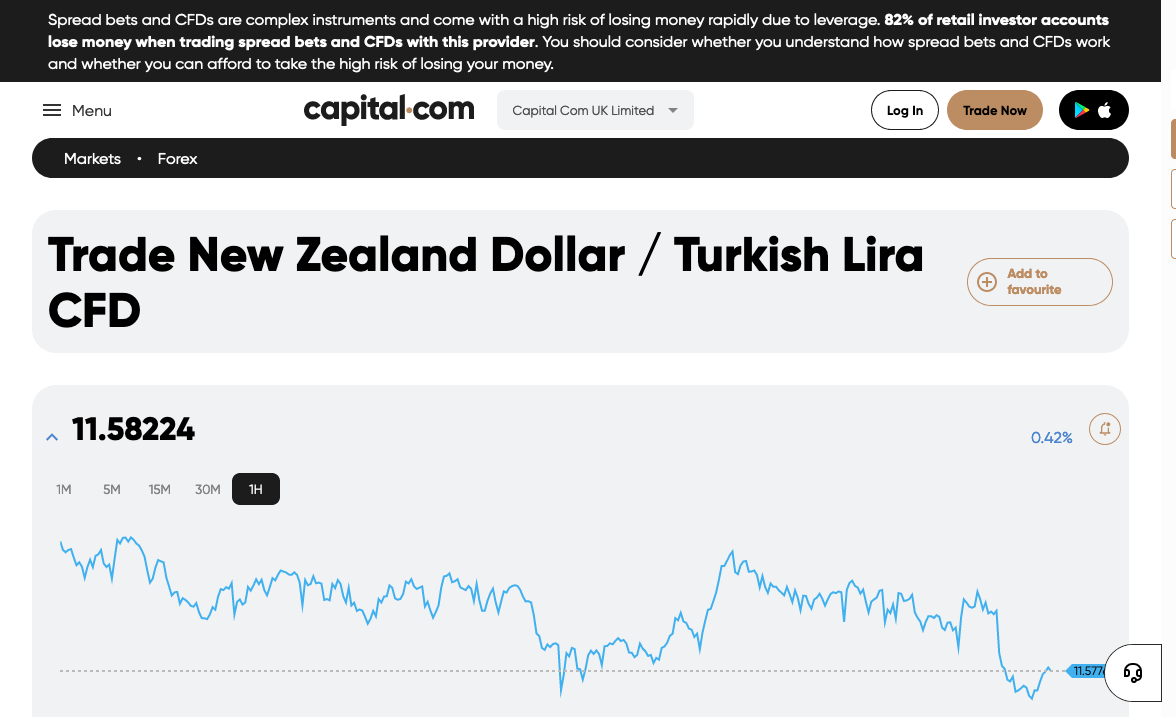 Spread bets and CFDs are complex instruments and come with a high risk of losing money rapidly due to leverage. 82% of retail investor accounts
lose money when trading spread bets and CFDs with this provider. You should consider whether you understand how spread bets and CFDs work
and whether you can afford to take the high risk of losing your money.
Menu
capital.com
Capital Com UK Limited
Log In
Trade Now
Markets • Forex
Trade New Zealand Dollar / Turkish Lira
CFD
Add to
favourite
11.58224
0.42%
1M 5M 15M 30M 1H